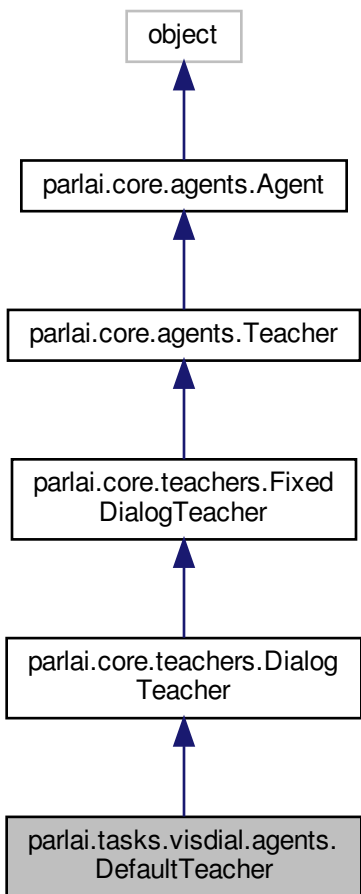 object
parlai.core.agents.Agent
parlai.core.agents.Teacher
parlai.core.teachers.Fixed
DialogTeacher
parlai.core.teachers.Dialog
Teacher
parlai.tasks.visdial.agents.
DefaultTeacher